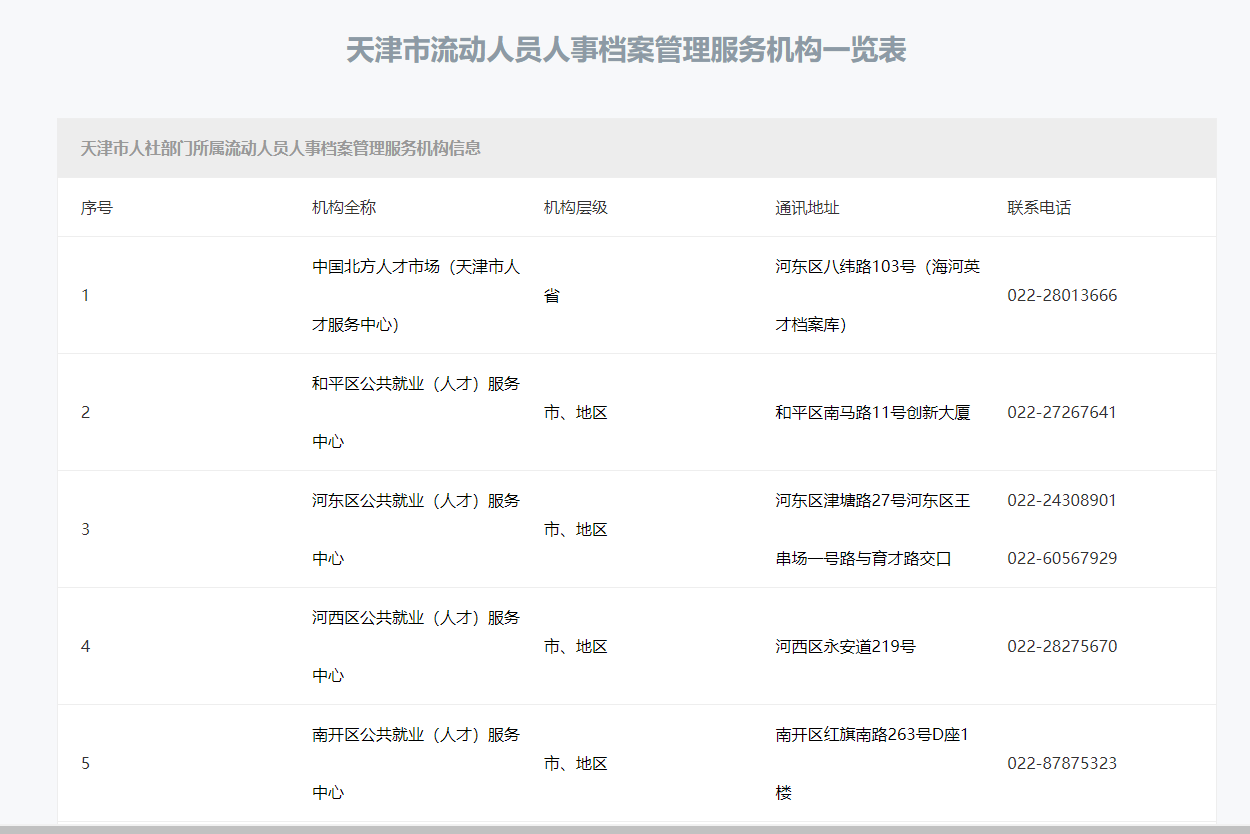 天津市流动人员人事档案管理服务机构一览表
天津市人社部门所属流动人员人事档案管理服务机构信息
序号 机构全称 机构层级 通讯地址 联系电话
中国北方人才市场（天津市人 河东区八纬路103号（海河英
1 省 022-28013666
才服务中心） 才档案库）
和平区公共就业（人才）服务
2 市、地区 和平区南马路11号创新大厦 022-27267641
中心
河东区公共就业（人才）服务 河东区津塘路27号河东区王 022-24308901
3 市、地区
中心 串场一号路与育才路交口 022-60567929
河西区公共就业（人才）服务
4 市、地区 河西区永安道219号 022-28275670
中心
南开区公共就业（人才）服务 南开区红旗南路263号D座1
5 市、地区 022-87875323
中心 楼